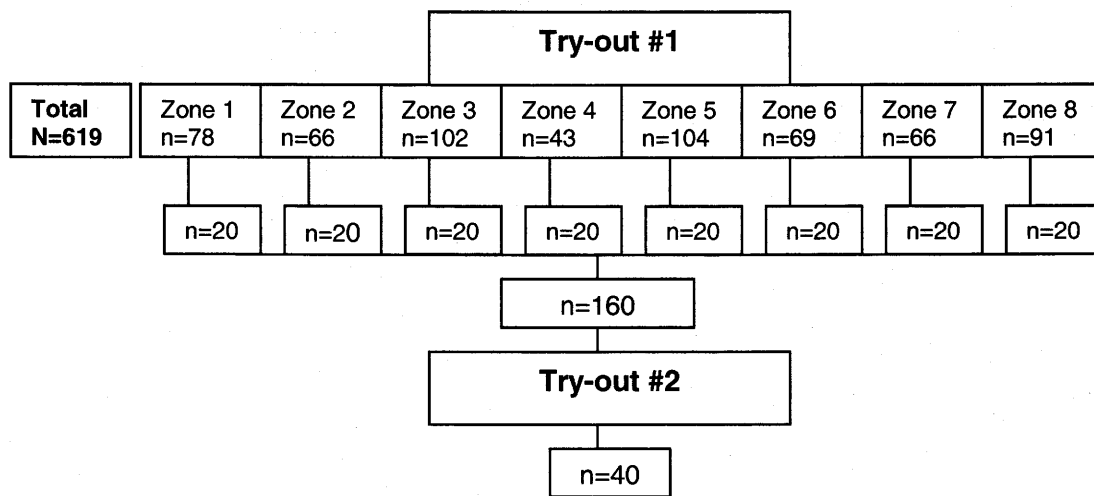 Try-out #1
Total
N=619
Zone 1
n=78
Zone 2
n=66
Zone 3
n=102
Zone 4
n=43
Zone 5
n=104
Zone 6
n=69
Zone 7
n=66
Zone 8
n=91
n=20
n=20
n=20
n=20
n=20
n=20
n=20
n=20
n=160
Try-out #2
n=40